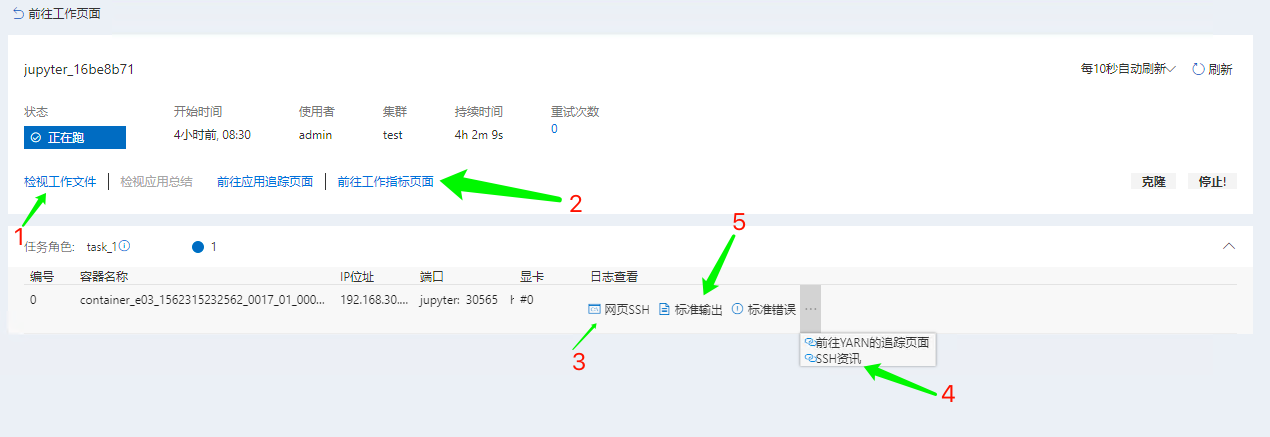 前往工作页面
jupyter_16be8b71
每10秒自动刷新 刷新
状态 开始时间 使用者 集群 持续时间 重试次数
正在跑 4小时前, 08:30 admin test 4h 2m 9s 0
检视工作文件 检视应用总结 前往应用追踪页面 前往工作指标页面 克隆 停止!
1 2
5
任务角色: task_1 1
编号 容器名称 IP位址 端口 显卡 日志查看
0 container_e03_1562315232562_0017_01_000... 192.168.30.... jupyter: 30565 #0 网页SSH 标准输出 标准错误 ...
3
前往YARN的追踪页面
SSH资讯
4